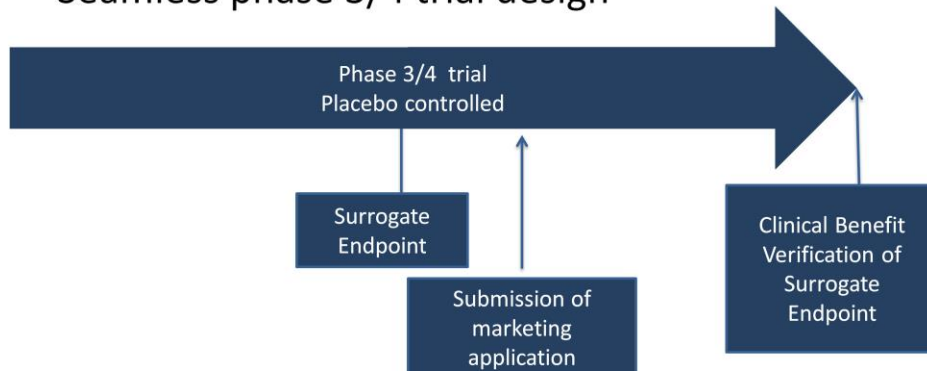 Seamless phase 3/4 trial design
Phase 3/4 trial
Placebo controlled
Surrogate
Endpoint
Submission of
marketing
application
Clinical Benefit
Verification of
Surrogate
Endpoint